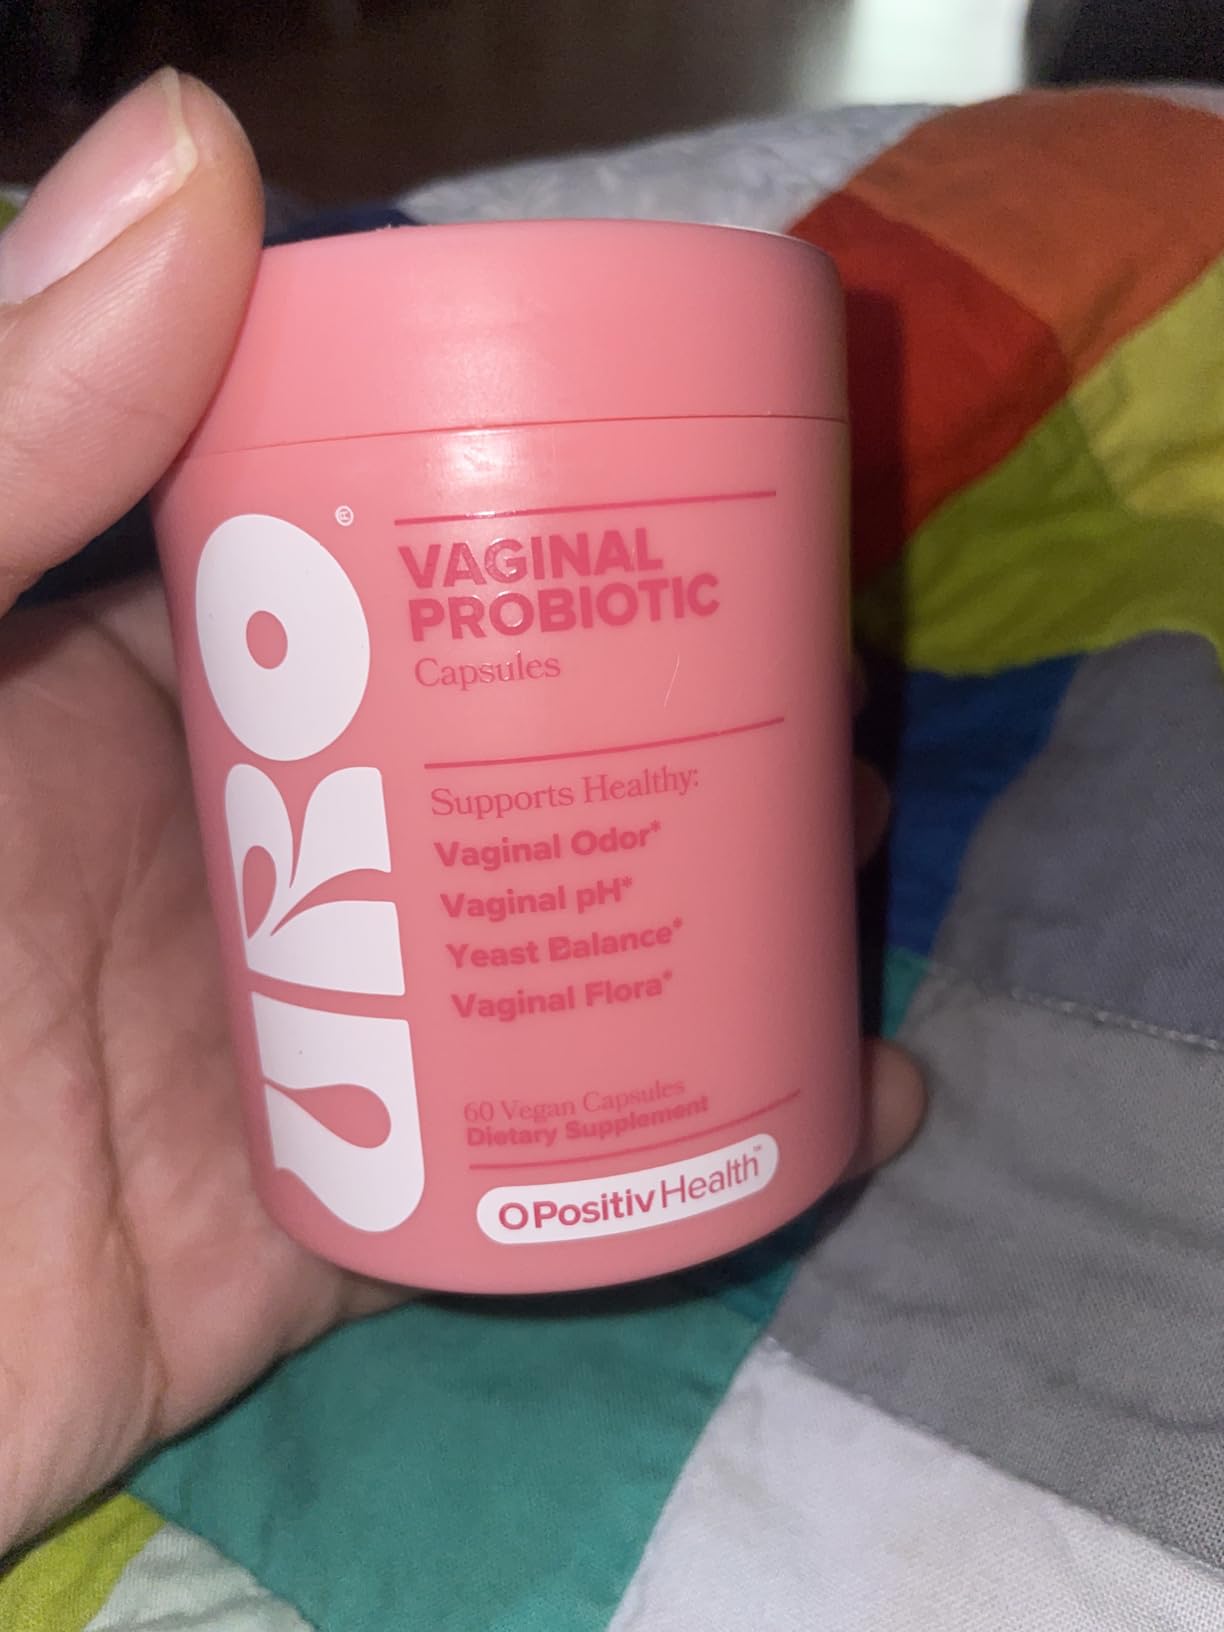 URO®
VAGINAL
PROBIOTIC
Capsules
Supports Healthy:
Vaginal Odor*
Vaginal pH*
Yeast Balance*
Vaginal Flora*
60 Vegan Capsules
Dietary Supplement
OPositivHealth™